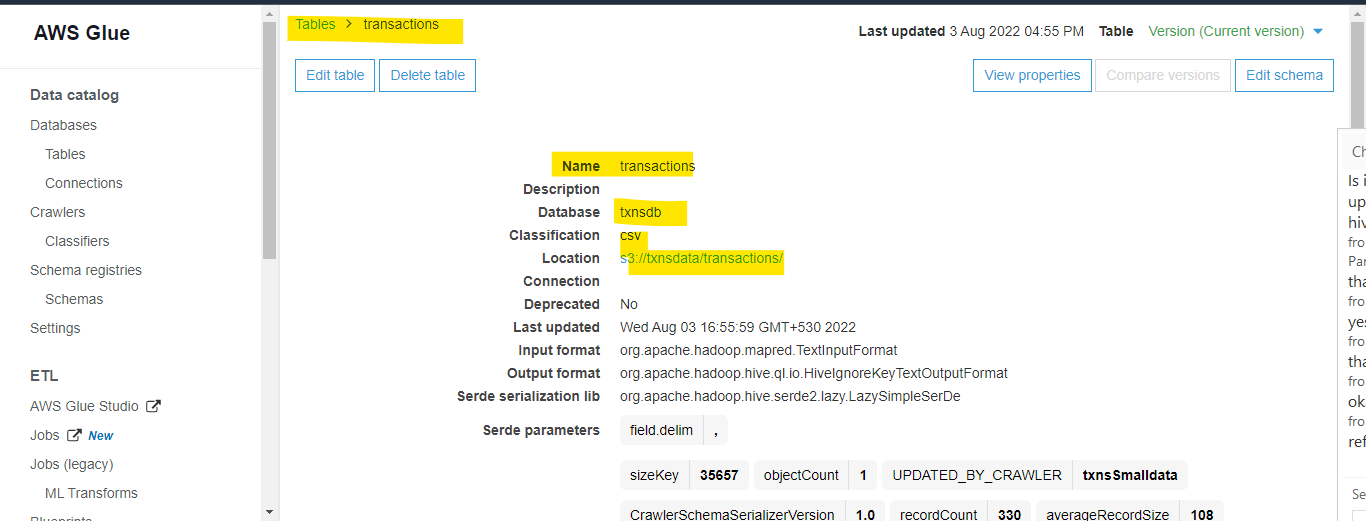 AWS Glue
Data catalog
Databases
Tables
Connections
Crawlers
Classifiers
Schema registries
Schemas
Settings
ETL
AWS Glue Studio
Jobs New
Jobs (legacy)
ML Transforms
Blueprints
Tables > transactions
Last updated 3 Aug 2022 04:55 PM Table Version (Current version)
Edit table Delete table View properties Compare versions Edit schema
Name transactions
Description
Database txnsdb
Classification csv
Location s3://txnsdata/transactions/
Connection
Deprecated No
Last updated Wed Aug 03 16:55:59 GMT+530 2022
Input format org.apache.hadoop.mapred.TextInputFormat
Output format org.apache.hadoop.hive.ql.io.HiveIgnoreKeyTextOutputFormat
Serde serialization lib org.apache.hadoop.hive.serde2.lazy.LazySimpleSerDe
Serde parameters field.delim ,
sizeKey 35657 objectCount 1 UPDATED_BY_CRAWLER txnsSmalldata
CrawlerSchemaSerializerVersion 1.0 recordCount 330 averageRecordSize 108